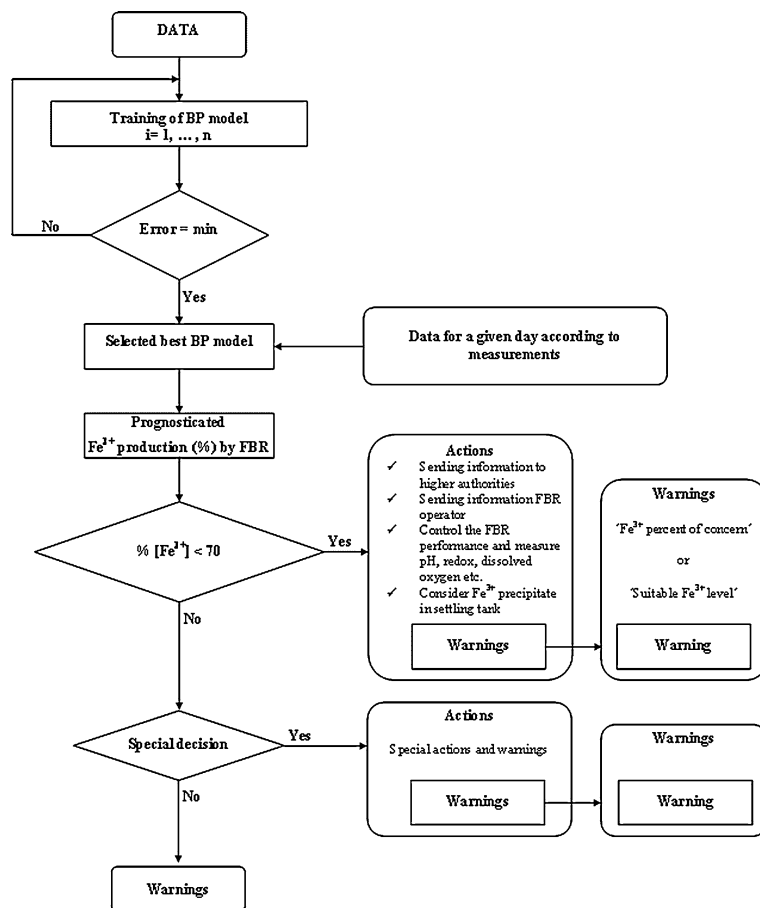 DATA
Training of BP model
i= 1, … , n
Error = min
No
Yes
Selected best BP model
Data for a given day according to
measurements
Prognosticated
Fe³⁺ production (%) by FBR
% [Fe³⁺] < 70
Yes
No
Actions
✓ Sending information to
higher authorities
✓ Sending information FBR
operator
✓ Control the FBR
performance and measure
pH, redox, dissolved
oxygen etc.
✓ Consider Fe³⁺ precipitate
in settling tank
Warnings
Warnings
‘Fe³⁺ percent of concern’
or
‘Suitable Fe³⁺ level’
Warning
Special decision
Yes
No
Actions
Special actions and warnings
Warnings
Warnings
Warning
Warnings